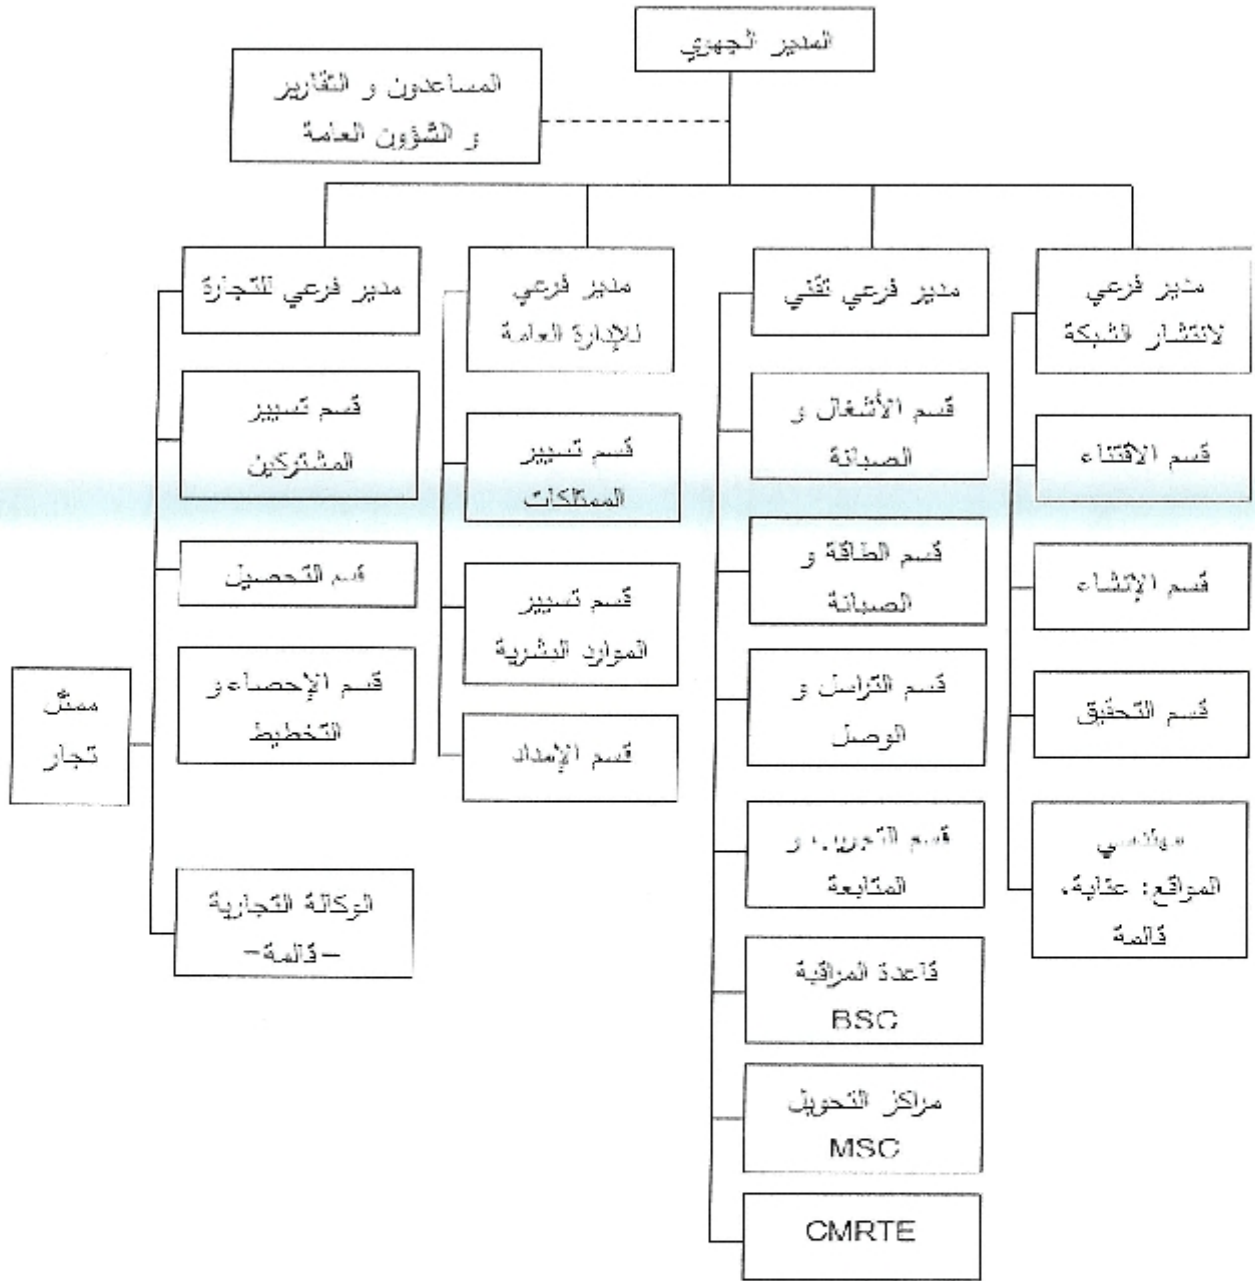 المدير الجهوي
المساعدون و التقارير
و الشؤون العامة
مدير فرعي
لانتشار الشبكة
قسم الاقتناء
قسم الإنشاء
قسم التحقيق
مهندسي
المواقع: عنابة،
قالمة
مدير فرعي تقني
قسم الأشغال و
الصيانة
قسم الطاقة و
الصيانة
قسم التراسل و
الوصل
قسم التجريب و
المتابعة
قاعدة المراقبة
BSC
مراكز التحويل
MSC
CMRTE
مدير فرعي
للإدارة العامة
قسم تسيير
الممتلكات
قسم تسيير
الموارد البشرية
قسم الإمداد
مدير فرعي للتجارة
قسم تسيير
المشتركين
قسم التحصيل
قسم الإحصاء و
التخطيط
الوكالة التجارية
-قالمة-
ممثل
تجار